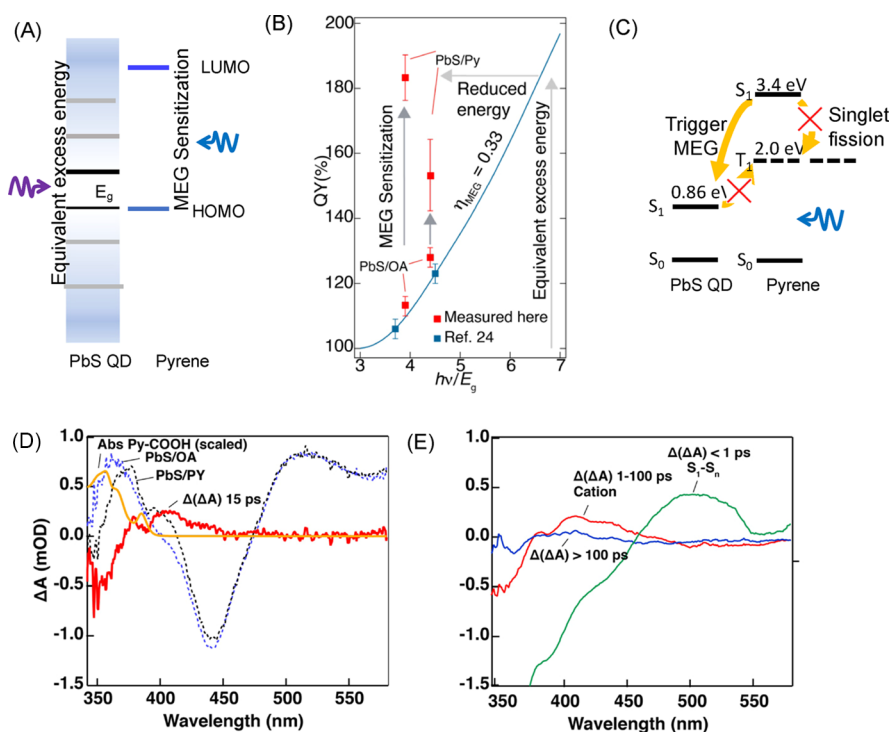 (A)
Equivalent excess energy
MEG Sensitization
LUMO
E_g
HOMO
PbS QD
Pyrene
(B)
200
180
160
140
120
100
QY(%)
PbS/Py
Reduced
energy
MEG Sensitization
η_MEG = 0.33
Equivalent excess energy
PbS/OA
Measured here
Ref. 24
3
4
5
6
7
hν/E_g
(C)
S₁
3.4 eV
Trigger
MEG
Singlet
fission
T₁
2.0 eV
0.86 e\
S₁
S₀
S₀
PbS QD
Pyrene
(D)
Abs Py-COOH (scaled)
PbS/OA
PbS/PY
Δ(ΔA) 15 ps
1.0
0.5
0.0
-0.5
-1.0
-1.5
ΔA (mOD)
350
400
450
500
550
Wavelength (nm)
(E)
Δ(ΔA) < 1 ps
S₁-Sₙ
Δ(ΔA) 1-100 ps
Cation
Δ(ΔA) > 100 ps
1.0
0.5
0.0
-0.5
-1.0
-1.5
350
400
450
500
550
Wavelength (nm)